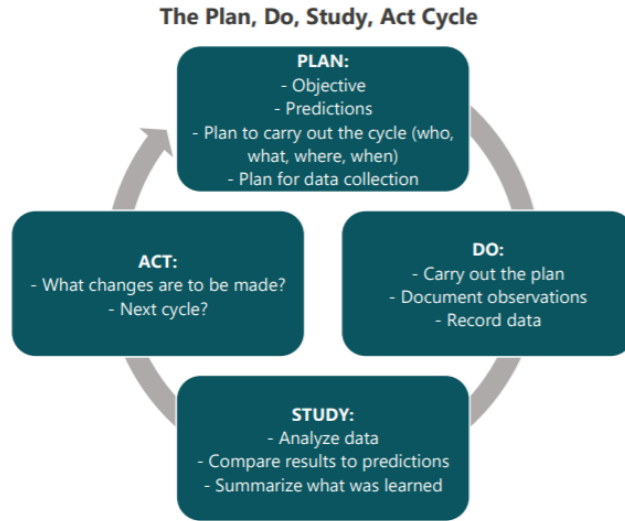 The Plan, Do, Study, Act Cycle
PLAN:
- Objective
- Predictions
- Plan to carry out the cycle (who,
what, where, when)
- Plan for data collection
ACT:
- What changes are to be made?
- Next cycle?
DO:
- Carry out the plan
- Document observations
- Record data
STUDY:
- Analyze data
- Compare results to predictions
- Summarize what was learned